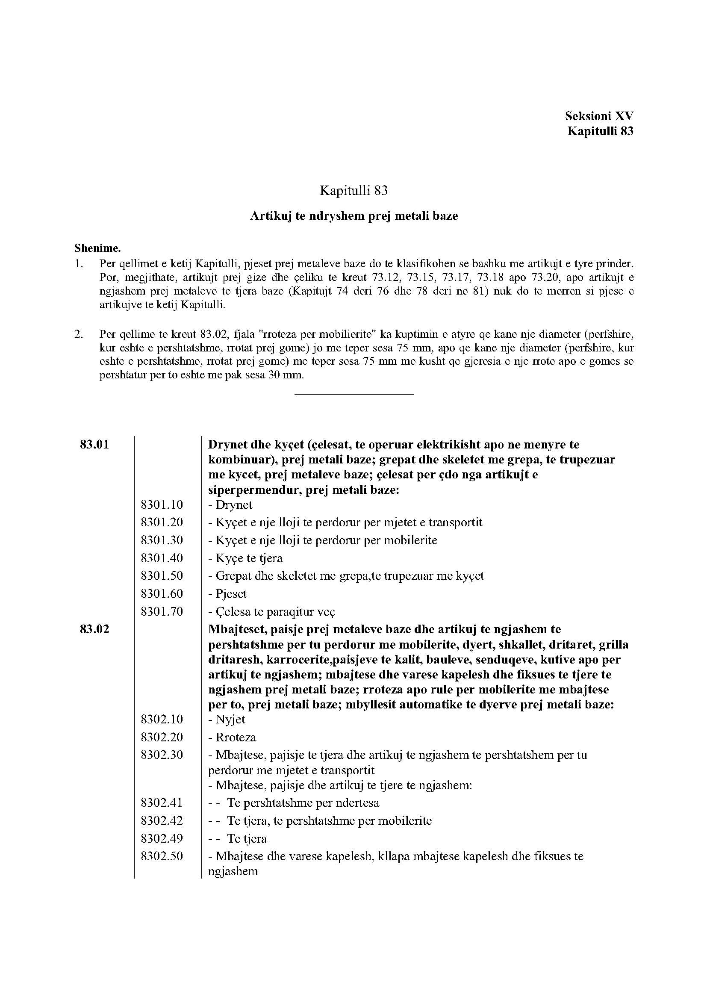 Seksioni XV
Kapitulli 83
Kapitulli 83
Artikuj te ndryshem prej metali baze
Shenime.
1. Per qellimet e ketij Kapitulli, pjeset prej metaleve baze do te klasifikohen se bashku me artikujt e tyre prinder.
Por, megjithate, artikujt prej gize dhe çeliku te kreut 73.12, 73.15, 73.17, 73.18 apo 73.20, apo artikujt e
ngjashem prej metaleve te tjera baze (Kapitujt 74 deri 76 dhe 78 deri ne 81) nuk do te merren si pjese e
artikujve te ketij Kapitulli.
2. Per qellime te kreut 83.02, fjala "rroteza per mobilierite" ka kuptimin e atyre qe kane nje diameter (perfshire,
kur eshte e pershtatshme, rrotat prej gome) jo me teper sesa 75 mm, apo qe kane nje diameter (perfshire, kur
eshte e pershtatshme, rrotat prej gome) me teper sesa 75 mm me kusht qe gjeresia e nje rrote apo e gomes se
pershtatur per to eshte me pak sesa 30 mm.
83.01 Drynet dhe kyçet (çelesat, te operuar elektrikisht apo ne menyre te
kombinuar), prej metali baze; grepat dhe skeletet me grepa, te trupezuar
me kycet, prej metaleve baze; çelesat per çdo nga artikujt e
siperpermendur, prej metali baze:
8301.10 - Drynet
8301.20 - Kyçet e nje lloji te perdorur per mjetet e transportit
8301.30 - Kyçet e nje lloji te perdorur per mobilerite
8301.40 - Kyçe te tjera
8301.50 - Grepat dhe skeletet me grepa,te trupezuar me kyçet
8301.60 - Pjeset
8301.70 - Çelesa te paraqitur veç
83.02 Mbajteset, paisje prej metaleve baze dhe artikuj te ngjashem te
pershtatshme per tu perdorur me mobilerite, dyert, shkallet, dritaret, grilla
dritaresh, karrocerite,paisjeve te kalit, bauleve, senduqeve, kutive apo per
artikuj te ngjashem; mbajtese dhe varese kapelesh dhe fiksues te tjere te
ngjashem prej metali baze; rroteza apo rule per mobilerite me mbajtese
per to, prej metali baze; mbyllesit automatike te dyerve prej metali baze:
8302.10 - Nyjet
8302.20 - Rroteza
8302.30 - Mbajtese, pajisje te tjera dhe artikuj te ngjashem te pershtatshem per tu
perdorur me mjetet e transportit
- Mbajtese, pajisje dhe artikuj te tjere te ngjashem:
8302.41 - - Te pershtatshme per ndertesa
8302.42 - - Te tjera, te pershtatshme per mobilerite
8302.49 - - Te tjera
8302.50 - Mbajtese dhe varese kapelesh, kllapa mbajtese kapelesh dhe fiksues te
ngjashem